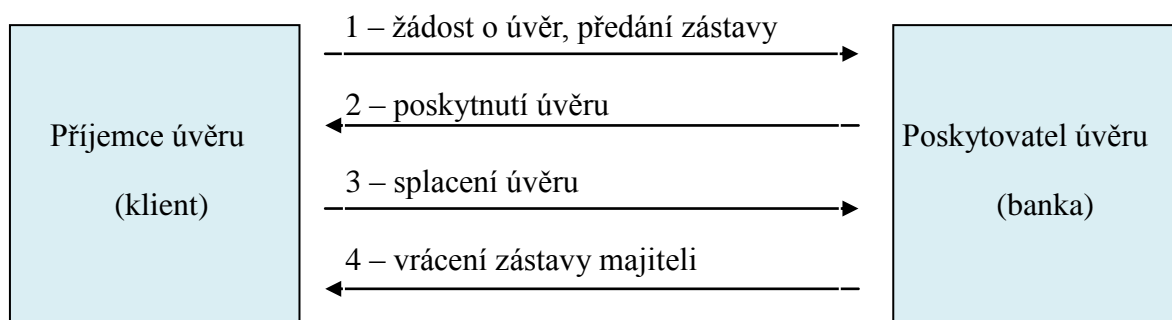 1 – žádost o úvěr, předání zástavy
2 – poskytnutí úvěru
Příjemce úvěru
(klient)
Poskytovatel úvěru
(banka)
3 – splacení úvěru
4 – vrácení zástavy majiteli